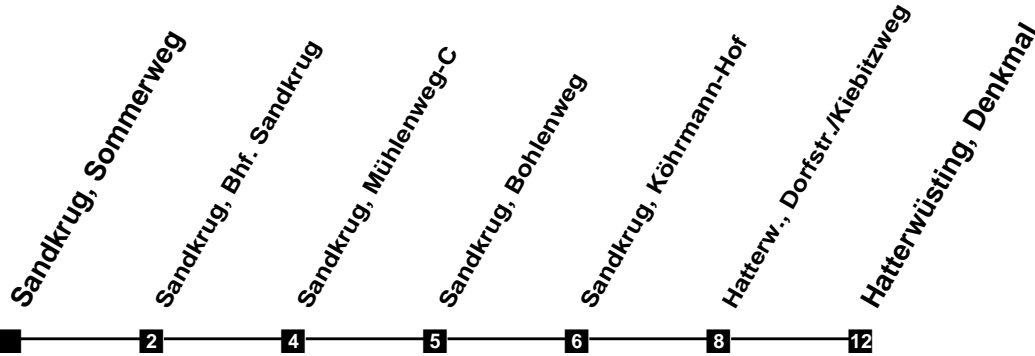 Sandkrug, Sommerweg
Sandkrug, Bhf. Sandkrug
Sandkrug, Mühlenweg-C
Sandkrug, Bohlenweg
Sandkrug, Köhrmann-Hof
Hatterw., Dorfstr./Kiebitzweg
Hatterwüsting, Denkmal
2 4 5 6 8 12